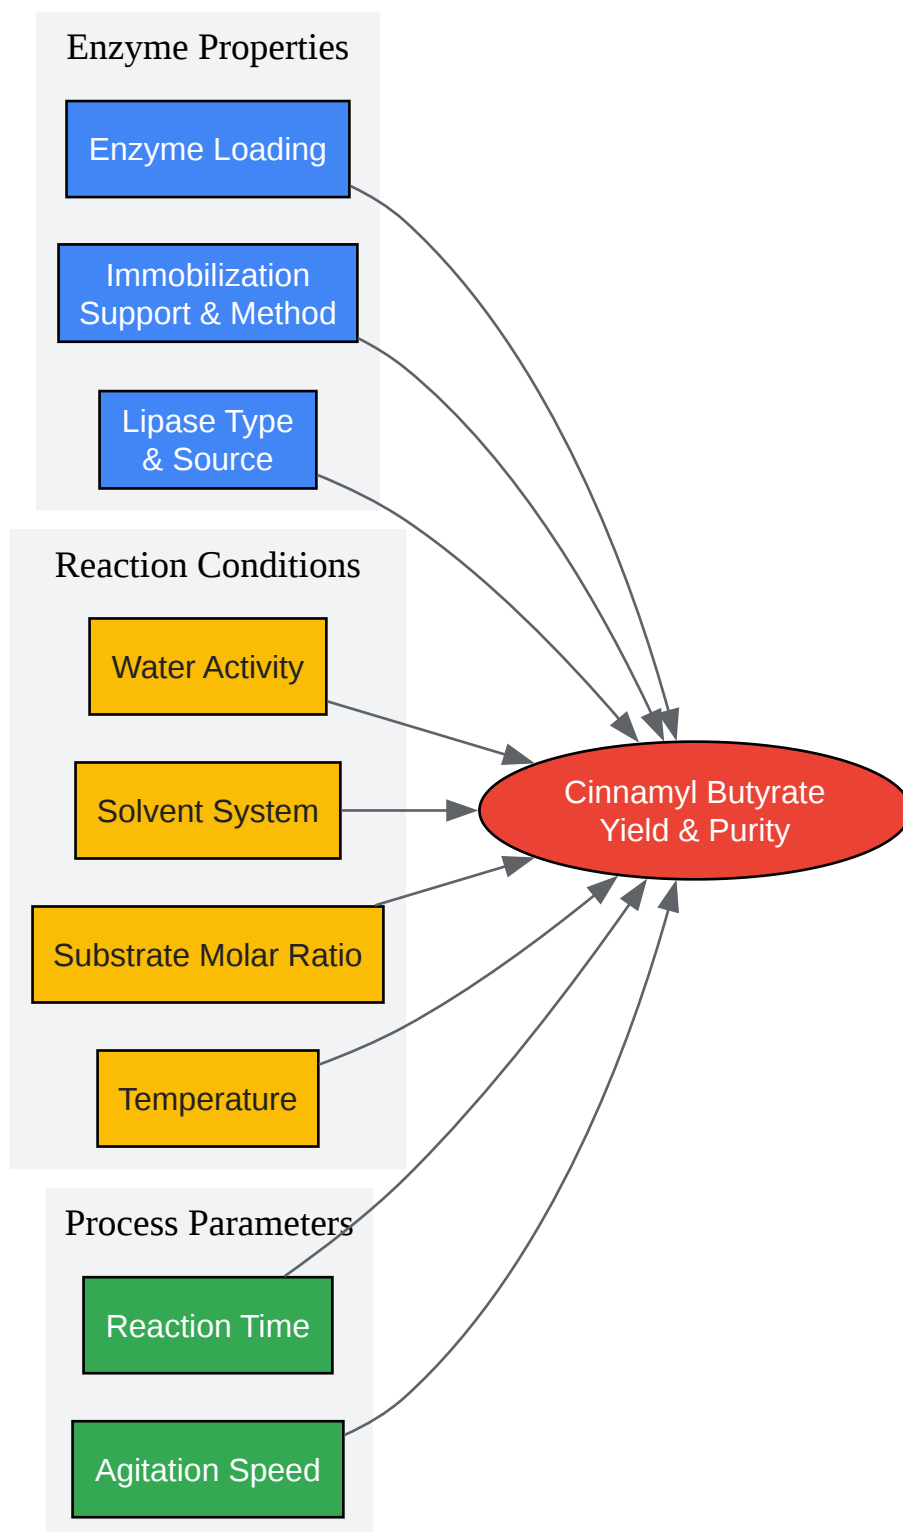 Enzyme Properties
Enzyme Loading
Immobilization
Support & Method
Lipase Type
& Source
Reaction Conditions
Water Activity
Solvent System
Substrate Molar Ratio
Temperature
Process Parameters
Reaction Time
Agitation Speed
Cinnamyl Butyrate
Yield & Purity